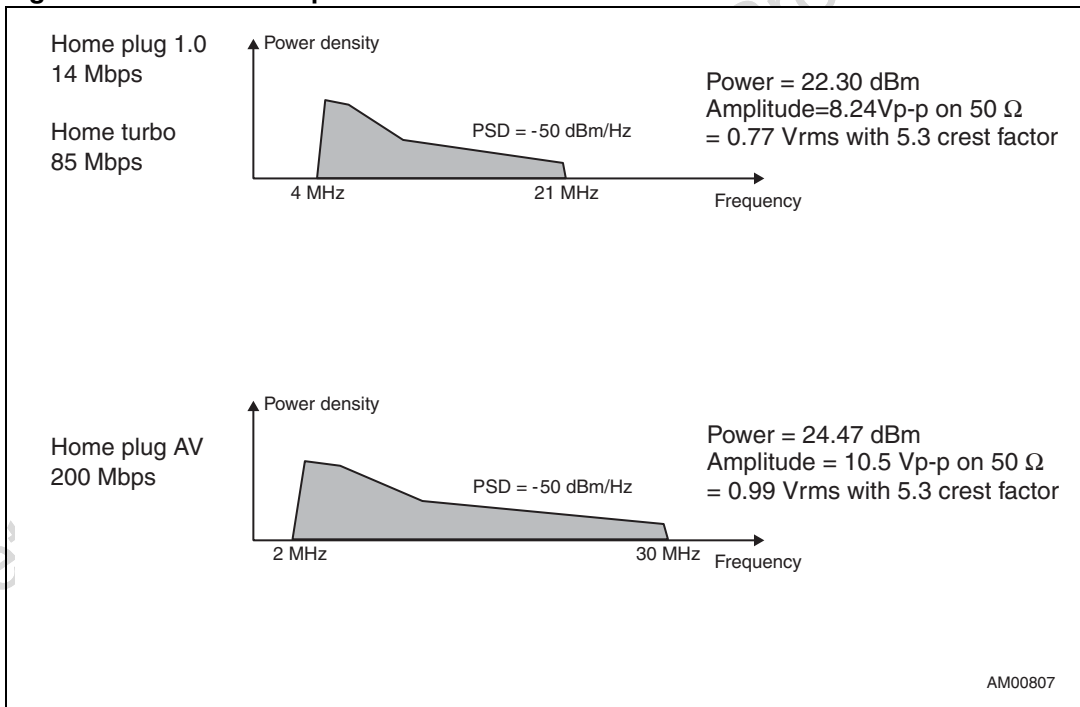 Home plug 1.0
14 Mbps
Home turbo
85 Mbps
Power density
PSD = -50 dBm/Hz
4 MHz
21 MHz
Frequency
Power = 22.30 dBm
Amplitude=8.24Vp-p on 50 Ω
= 0.77 Vrms with 5.3 crest factor
Home plug AV
200 Mbps
Power density
PSD = -50 dBm/Hz
2 MHz
30 MHz
Frequency
Power = 24.47 dBm
Amplitude = 10.5 Vp-p on 50 Ω
= 0.99 Vrms with 5.3 crest factor
AM00807